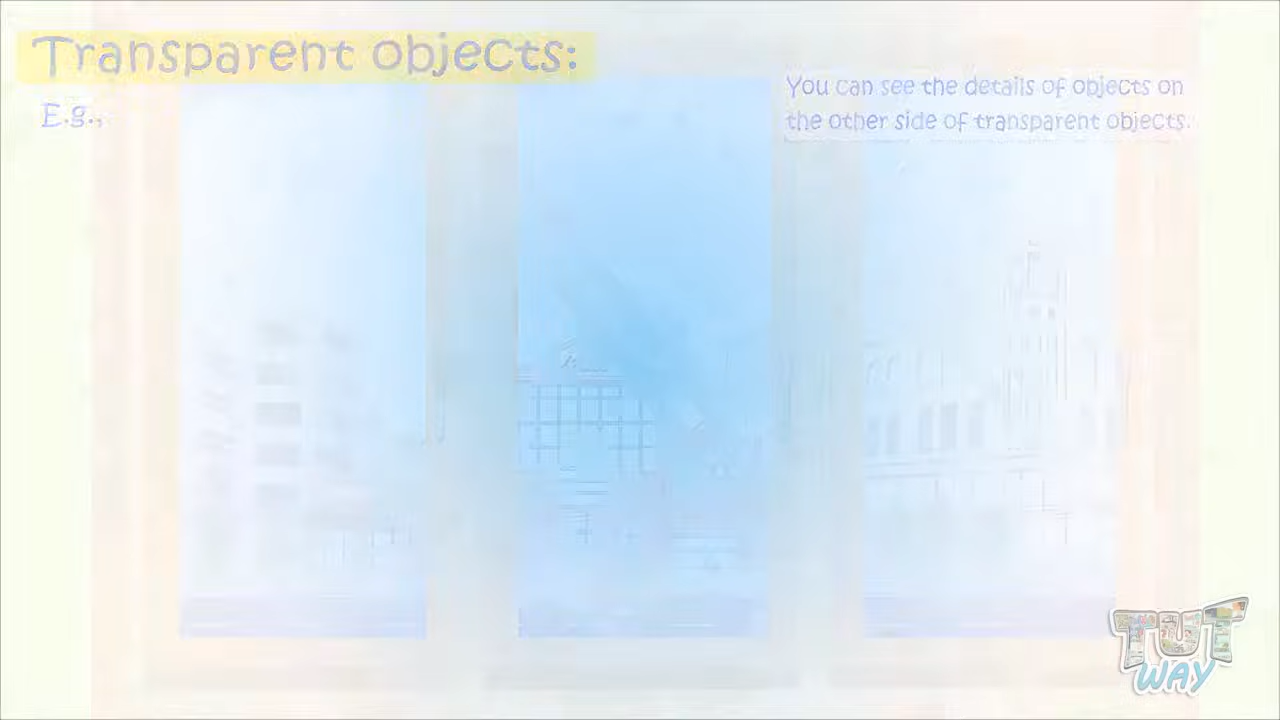 Transparent objects:
E.g.,
You can see the details of objects on
the other side of transparent objects.
TUT
WAY